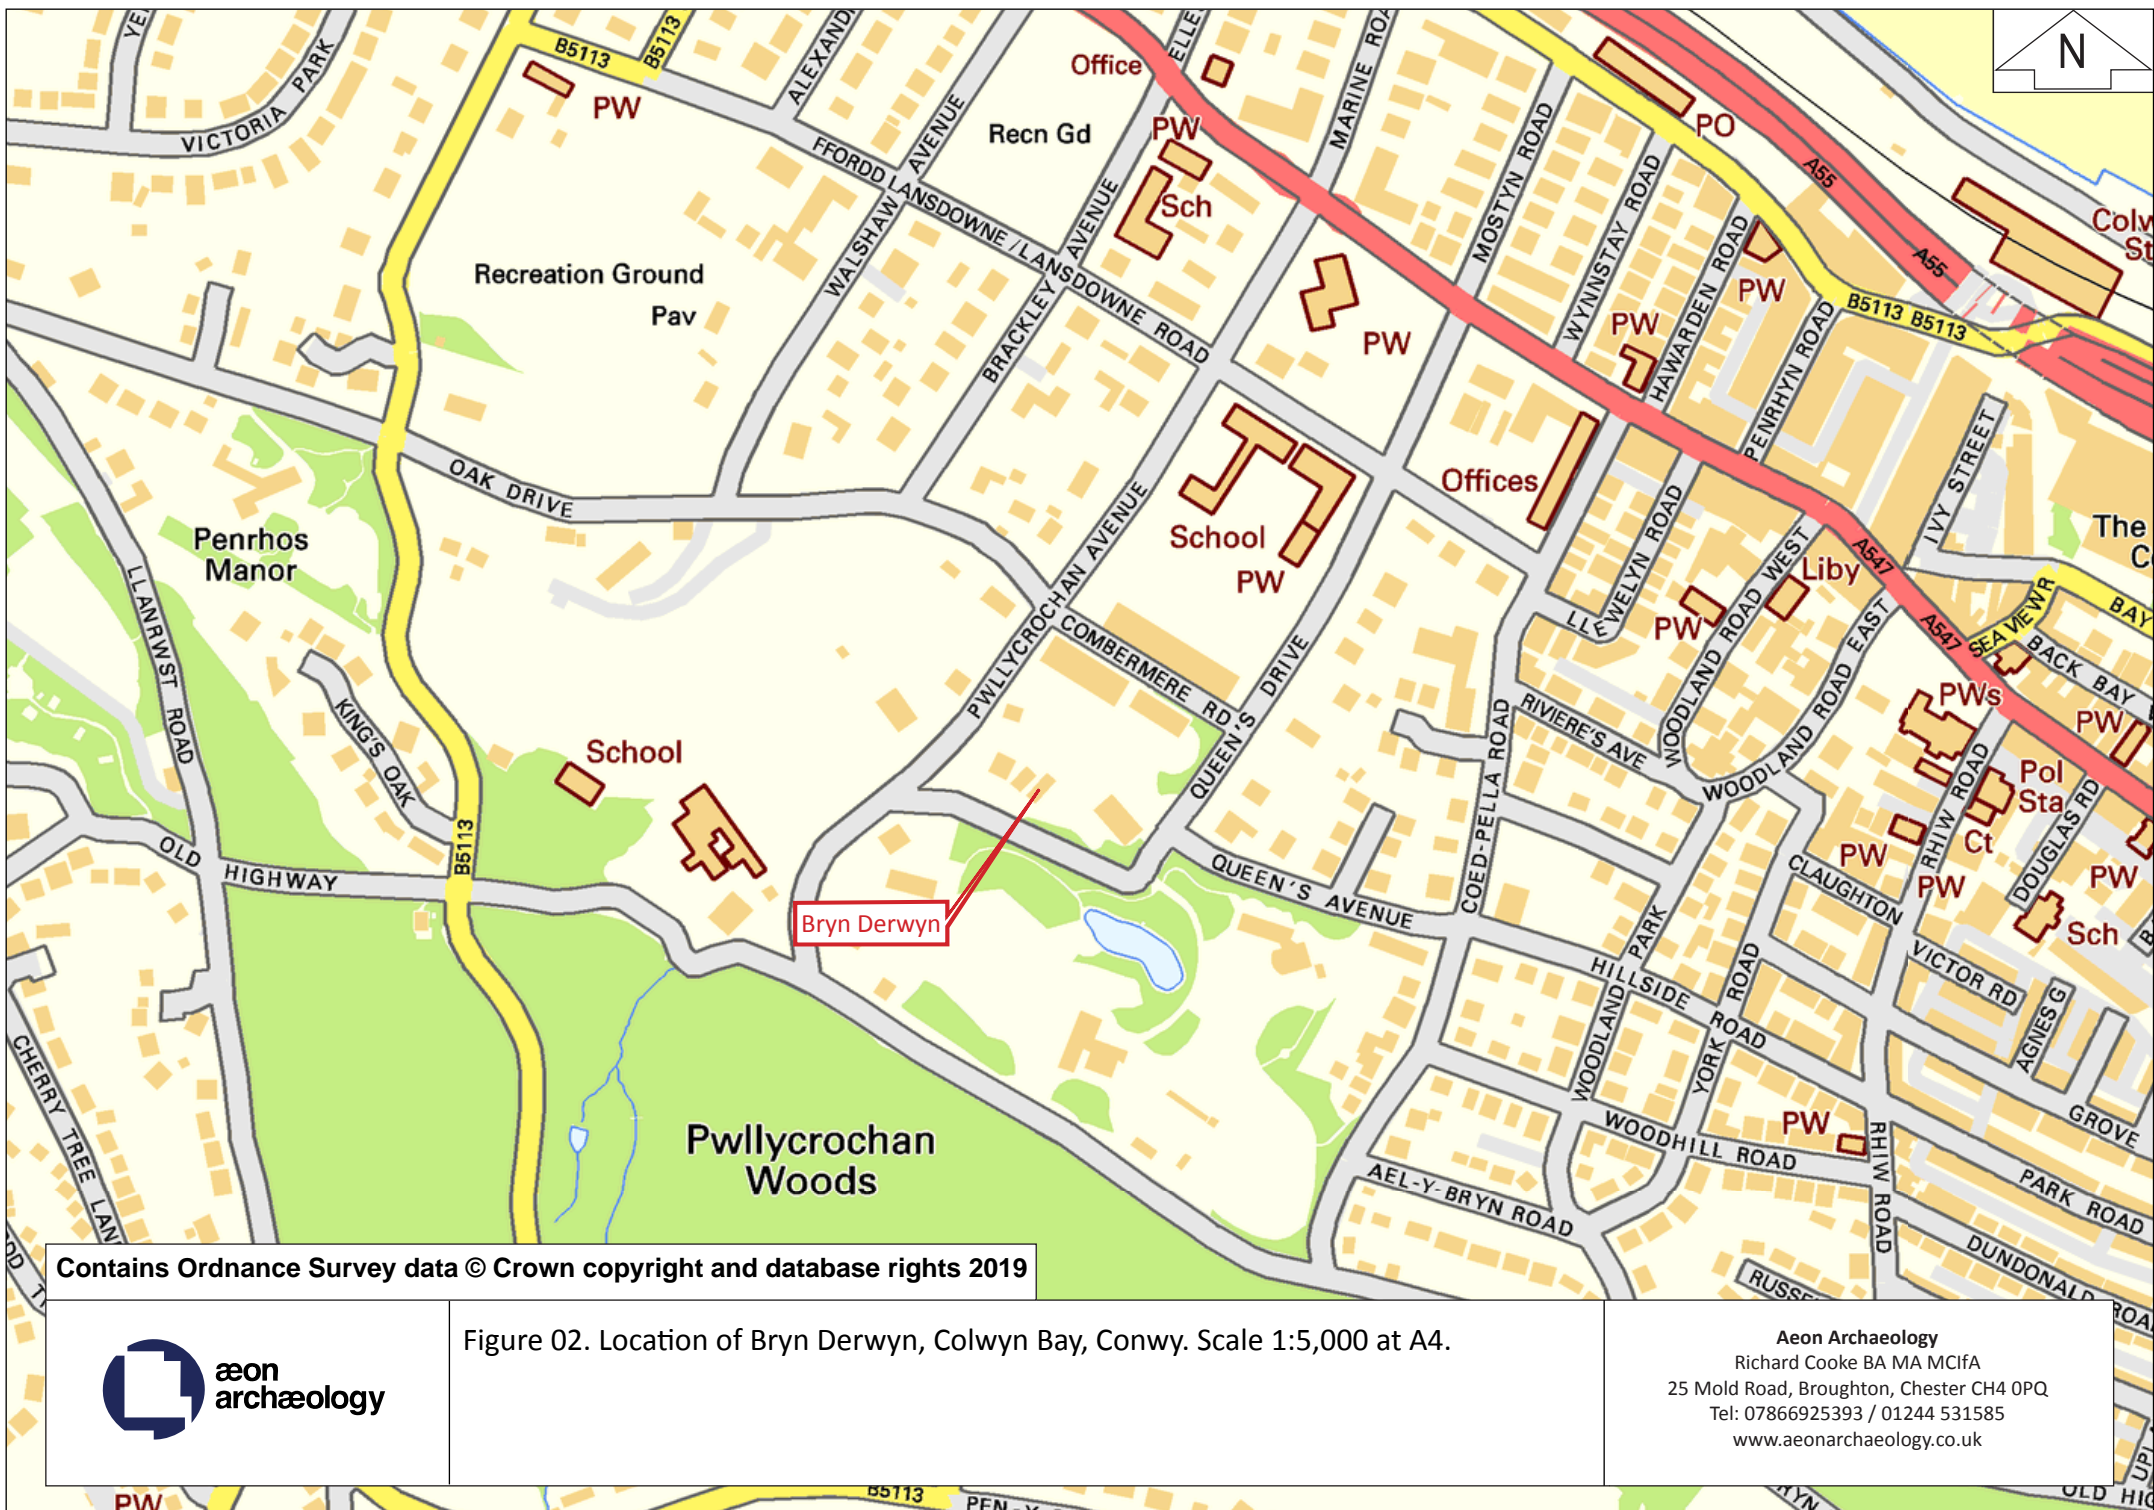 N
VICTORIA PARK
B5113
B5113
PW
Office
Recn Gd
PW
Sch
MOSTYN ROAD
WYNNSTAY ROAD
PO
A55
A55
FFORDD LANSDOWNE / LANSDOWNE ROAD
WALSHAW AVENUE
BRACKLEY AVENUE
Recreation Ground
Pav
PW
PW
PW
HAWARDEN ROAD
PENRHYN ROAD
B5113 B5113
IVY STREET
OAK DRIVE
Penrhos
Manor
PWLLYCROCHAN AVENUE
School
PW
Offices
LLEWELYN ROAD
WOODLAND ROAD WEST
Liby
PW
A547
A547
The
BAY
BACK BAY
WOODLAND ROAD EAST
LLANRWST ROAD
KING'S OAK
COMBERMERE RD
QUEEN'S DRIVE
School
COED-PELLA ROAD
RIVIERE'S AVE
PWs
PW
Pol
Sta
Ct
RHIW ROAD
DOUGLAS RD
PW
PW
PW
Sch
OLD HIGHWAY
B5113
QUEEN'S AVENUE
Bryn Derwyn
CLAUGHTON
VICTOR RD
HILLSIDE ROAD
WOODLAND PARK
YORK ROAD
GROVE
CHERRY TREE LAN
Pwllycrochan
Woods
WOODHILL ROAD
PW
RHIW ROAD
AEL-Y-BRYN ROAD
PARK ROAD
DUNDONALD ROA
Contains Ordnance Survey data © Crown copyright and database rights 2019
æon
archæology
Figure 02. Location of Bryn Derwyn, Colwyn Bay, Conwy. Scale 1:5,000 at A4.
Aeon Archaeology
Richard Cooke BA MA MCIfA
25 Mold Road, Broughton, Chester CH4 0PQ
Tel: 07866925393 / 01244 531585
www.aeonarchaeology.co.uk
PW
B5113